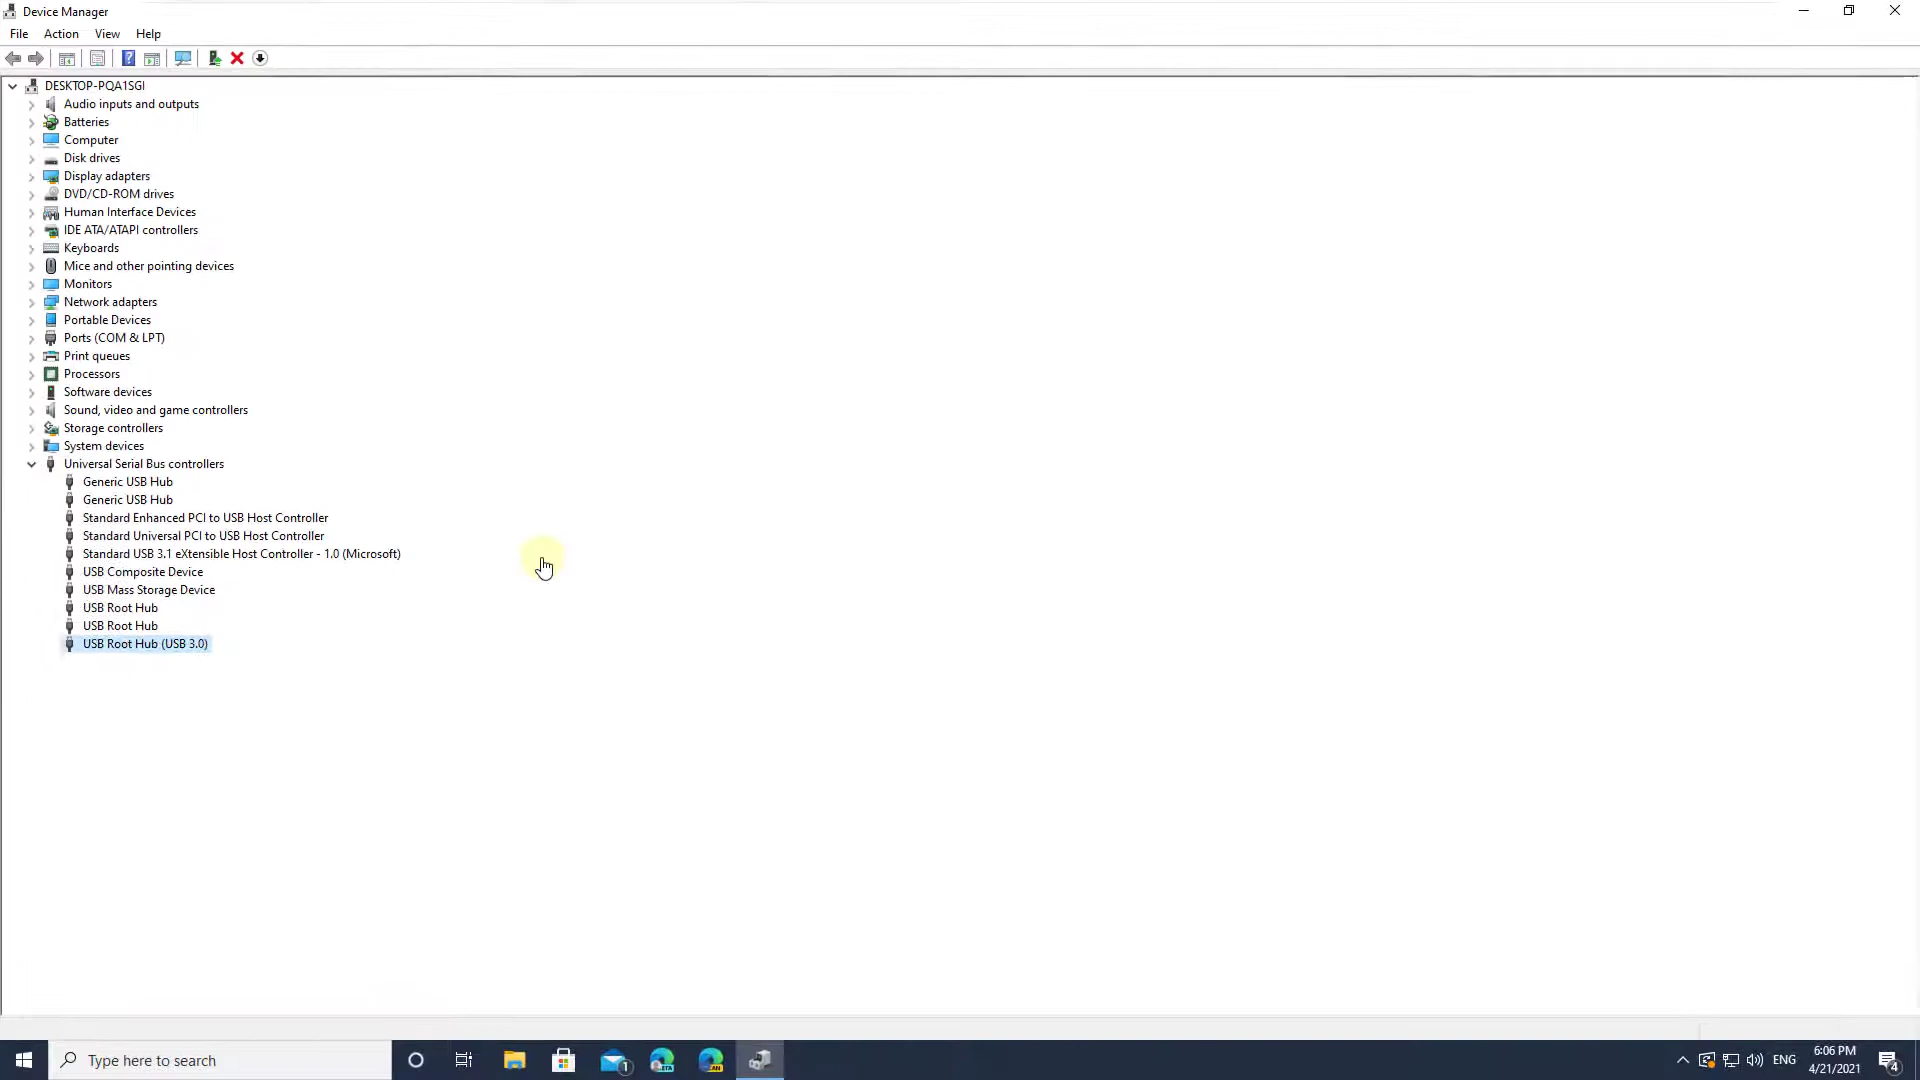 Device Manager
File Action View Help
DESKTOP-PQA1SGI
Audio inputs and outputs
Batteries
Computer
Disk drives
Display adapters
DVD/CD-ROM drives
Human Interface Devices
IDE ATA/ATAPI controllers
Keyboards
Mice and other pointing devices
Monitors
Network adapters
Portable Devices
Ports (COM & LPT)
Print queues
Processors
Software devices
Sound, video and game controllers
Storage controllers
System devices
Universal Serial Bus controllers
Generic USB Hub
Generic USB Hub
Standard Enhanced PCI to USB Host Controller
Standard Universal PCI to USB Host Controller
Standard USB 3.1 eXtensible Host Controller - 1.0 (Microsoft)
USB Composite Device
USB Mass Storage Device
USB Root Hub
USB Root Hub
USB Root Hub (USB 3.0)
Type here to search
1
BETA
CAN
ENG
6:06 PM
4/21/2021
4